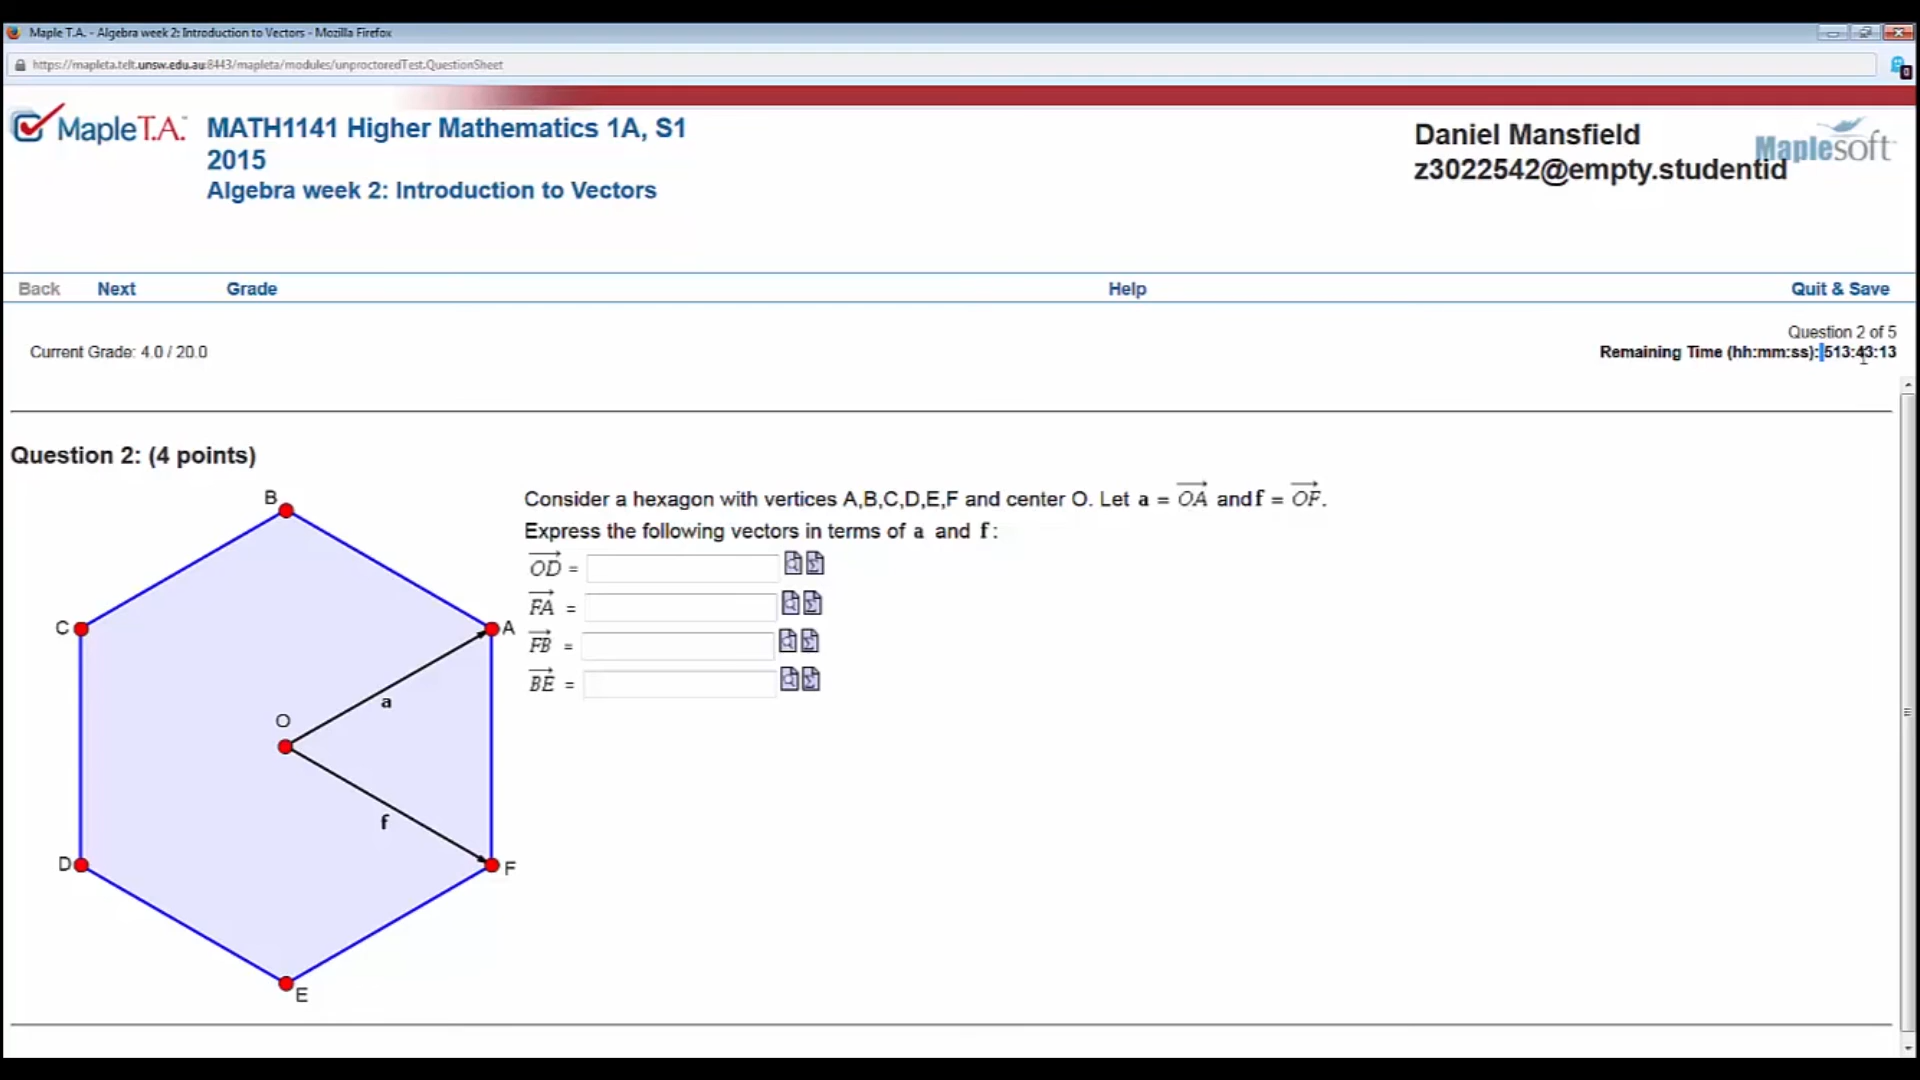 Maple T.A. - Algebra week 2: Introduction to Vectors - Mozilla Firefox
https://mapleta.telt.unsw.edu.au:8443/mapleta/modules/unproctoredTest.QuestionSheet
0
MapleT.A.™
MATH1141 Higher Mathematics 1A, S1
2015
Algebra week 2: Introduction to Vectors
Daniel Mansfield
z3022542@empty.studentid
Maplesoft
Back Next Grade Help Quit & Save
Question 2 of 5
Current Grade: 4.0 / 20.0
Remaining Time (hh:mm:ss): 513:43:13
Question 2: (4 points)
Consider a hexagon with vertices A,B,C,D,E,F and center O. Let a = OA and f = OF.
Express the following vectors in terms of a and f:
OD =
FA =
FB =
BE =
B
C
A
a
O
f
D
F
E